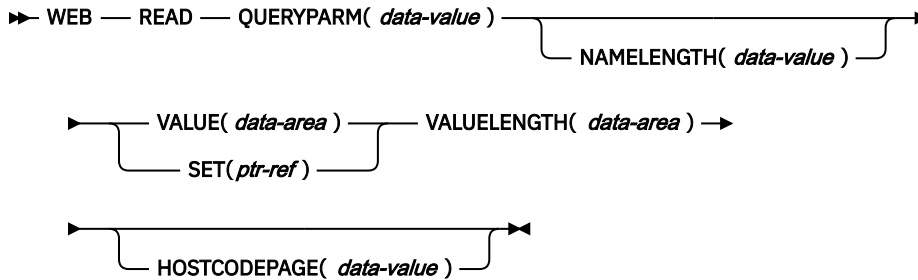 WEB READ QUERYPARM( data-value )
NAMELENGTH( data-value )
VALUE( data-area ) VALUELENGTH( data-area )
SET(ptr-ref )
HOSTCODEPAGE( data-value )